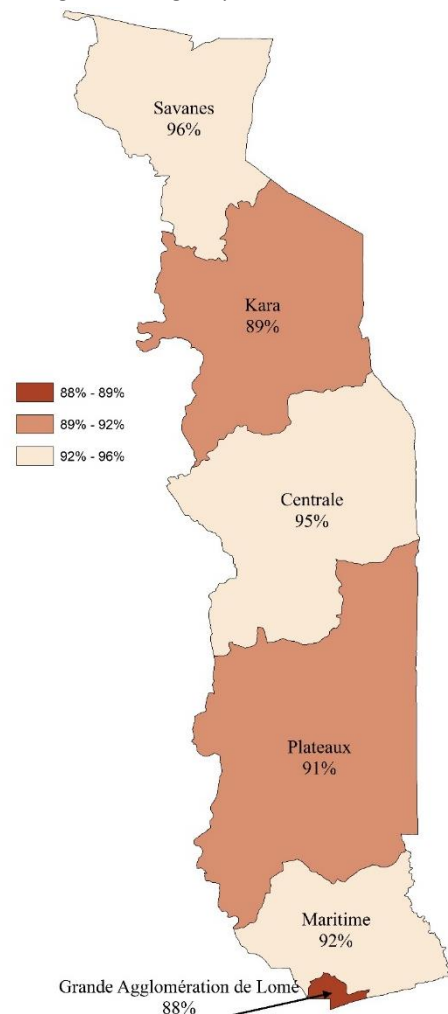 Savanes
96%
Kara
89%
88% - 89%
89% - 92%
92% - 96%
Centrale
95%
Plateaux
91%
Maritime
92%
Grande Agglomération de Lomé
88%